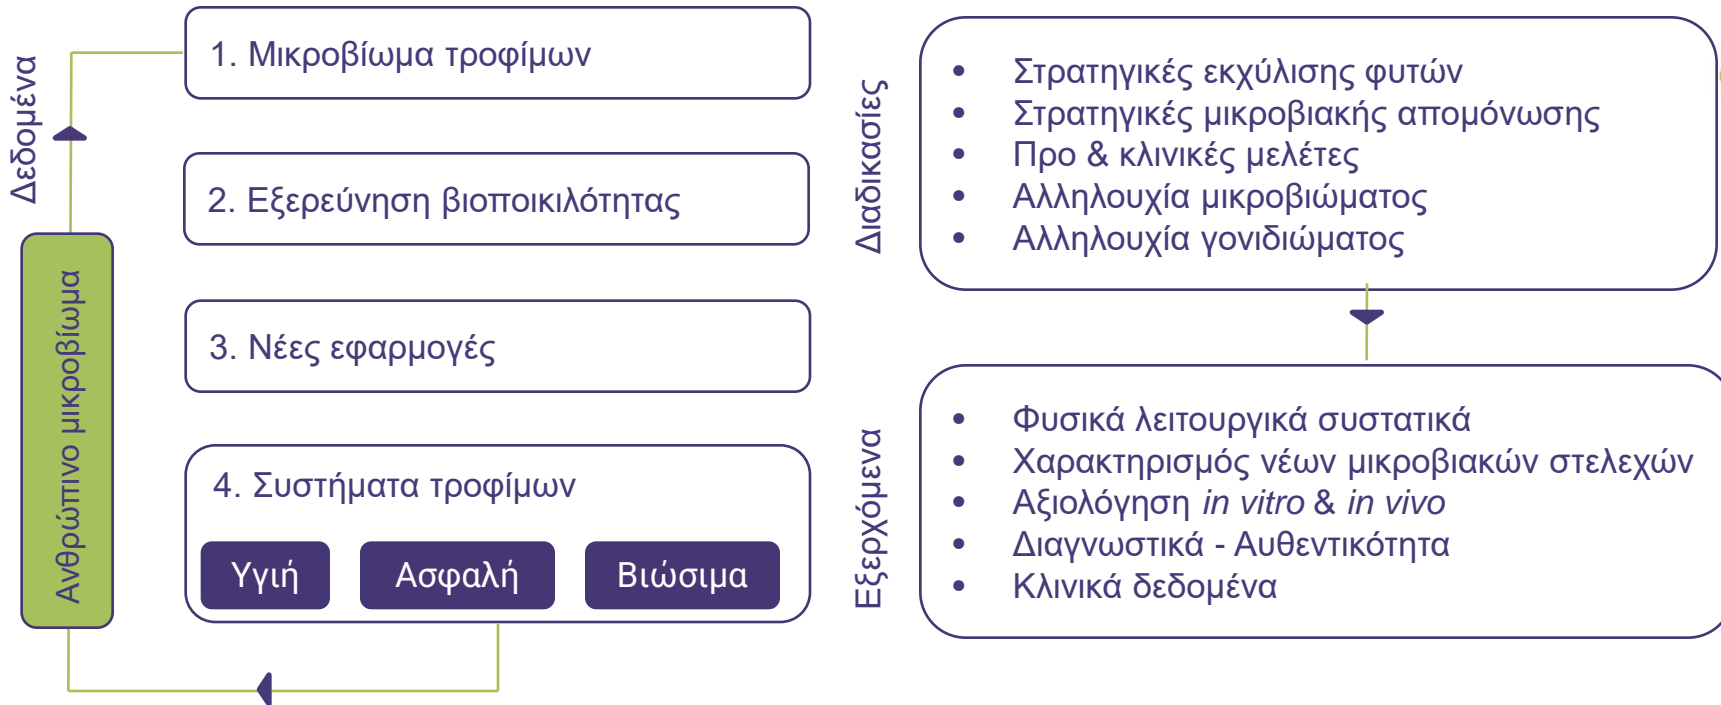 Δεδομένα
Ανθρώπινο μικροβίωμα
1. Μικροβίωμα τροφίμων
2. Εξερεύνηση βιοποικιλότητας
3. Νέες εφαρμογές
4. Συστήματα τροφίμων
Υγιή
Ασφαλή
Βιώσιμα
Διαδικασίες
• Στρατηγικές εκχύλισης φυτών
• Στρατηγικές μικροβιακής απομόνωσης
• Προ & κλινικές μελέτες
• Αλληλουχία μικροβιώματος
• Αλληλουχία γονιδιώματος
Εξερχόμενα
• Φυσικά λειτουργικά συστατικά
• Χαρακτηρισμός νέων μικροβιακών στελεχών
• Αξιολόγηση in vitro & in vivo
• Διαγνωστικά - Αυθεντικότητα
• Κλινικά δεδομένα